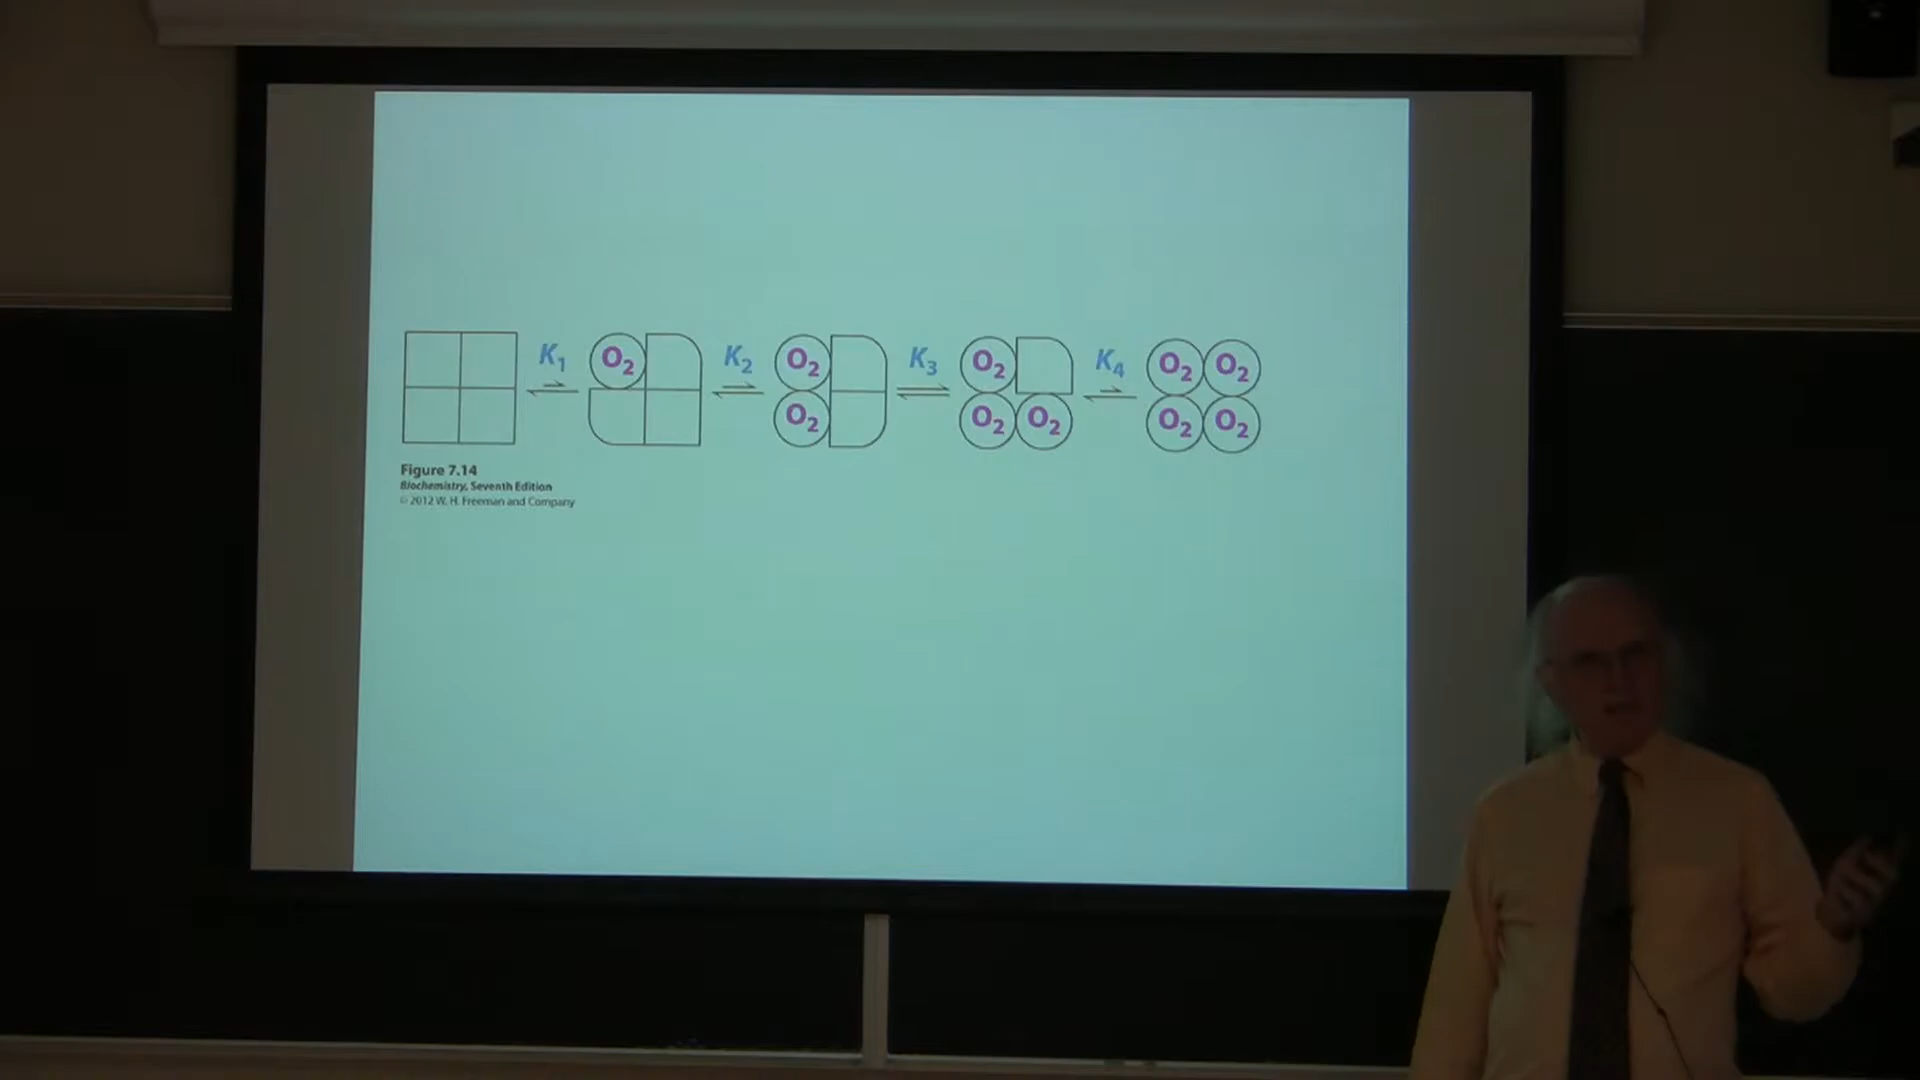 K1 K2 K3 K4
O2 O2 O2 O2 O2
O2 O2 O2 O2 O2
Figure 7.14
Biochemistry, Seventh Edition
© 2012 W. H. Freeman and Company